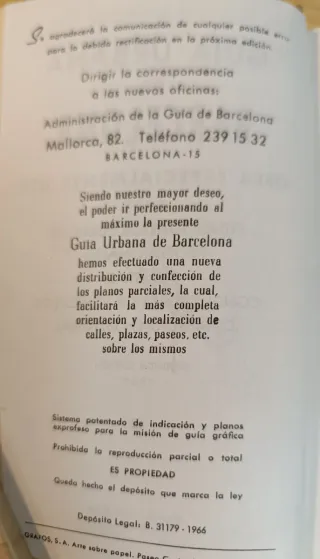 Se agradecerá la comunicación de cualquier posible error
para la debida rectificación en la próxima edición
Dirigir la correspondencia
a las nuevas oficinas:
Administración de la Guía de Barcelona
Mallorca, 82. Teléfono 239 15 32
BARCELONA-15
Siendo nuestro mayor deseo,
el poder ir perfeccionando al
máximo la presente
Guía Urbana de Barcelona
hemos efectuado una nueva
distribución y confección de
los planos parciales, la cual,
facilitará la más completa
orientación y localización de
calles, plazas, paseos, etc.
sobre los mismos
Sistema patentado de indicación y planos
exprofeso para la misión de guía gráfica
Prohibida la reproducción parcial o total
ES PROPIEDAD
Queda hecho el depósito que marca la ley
Depósito Legal: B. 31179 - 1966
GRAFOS, S. A. Arte sobre papel. Paseo